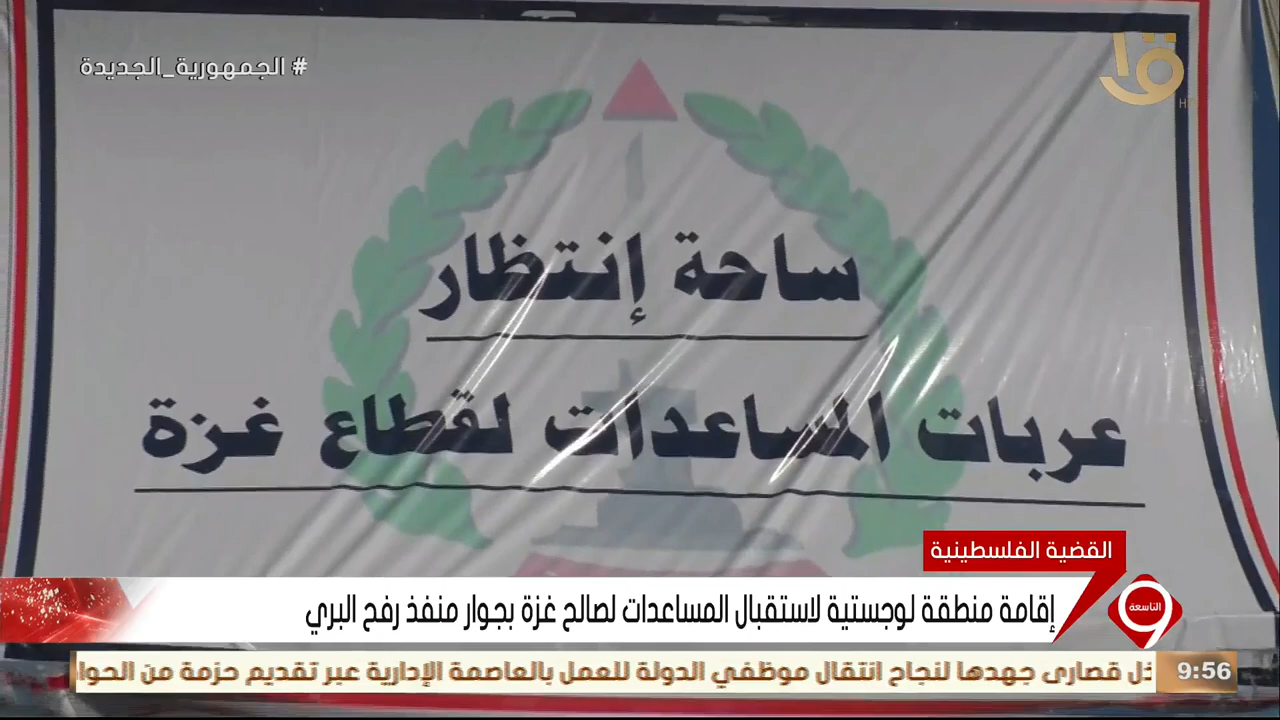 # الجمهورية_الجديدة
ساحة إنتظار
عربات المساعدات لقطاع غزة
القضية الفلسطينية
التاسعة
إقامة منطقة لوجستية لاستقبال المساعدات لصالح غزة بجوار منفذ رفح البري
9:56
قصارى جهدها لنجاح انتقال موظفي الدولة للعمل بالعاصمة الإدارية عبر تقديم حزمة من